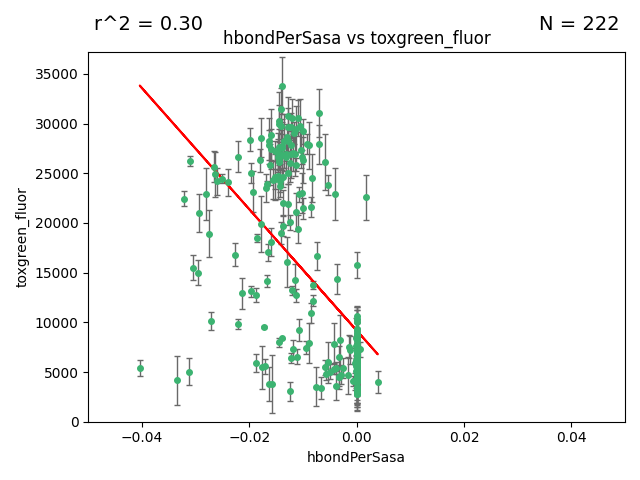 r^2 = 0.30
N = 222
hbondPerSasa vs toxgreen_fluor
35000
30000
25000
20000
15000
10000
5000
0
toxgreen_fluor
−0.04
−0.02
0.00
0.02
0.04
hbondPerSasa